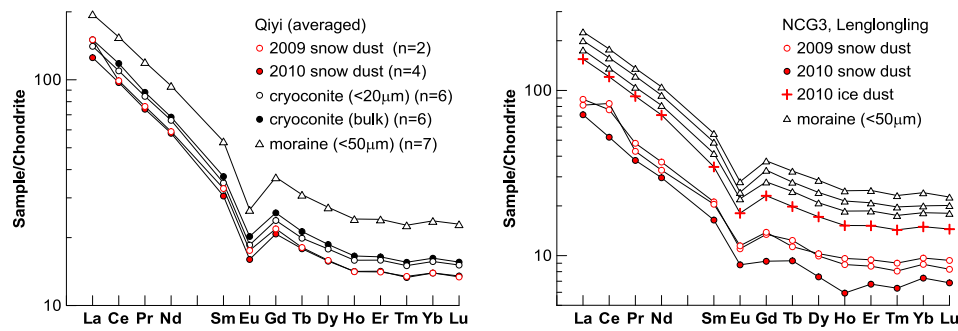 Sample/Chondrite
100
10
Qiyi (averaged)
2009 snow dust (n=2)
2010 snow dust (n=4)
cryoconite (<20μm) (n=6)
cryoconite (bulk) (n=6)
moraine (<50μm) (n=7)
La Ce Pr Nd Sm Eu Gd Tb Dy Ho Er Tm Yb Lu
Sample/Chondrite
100
10
NCG3, Lenglongling
2009 snow dust
2010 snow dust
2010 ice dust
moraine (<50μm)
La Ce Pr Nd Sm Eu Gd Tb Dy Ho Er Tm Yb Lu